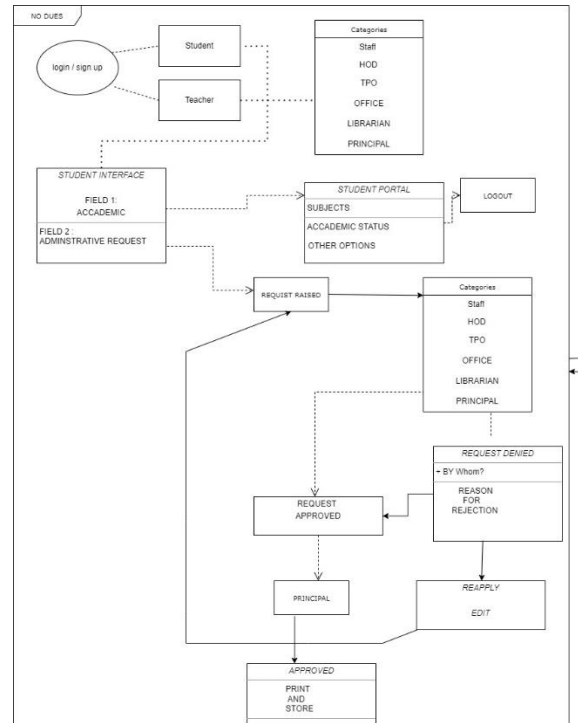 NO DUES
login / sign up
Student
Teacher
Categories
Staff
HOD
TPO
OFFICE
LIBRARIAN
PRINCIPAL
STUDENT INTERFACE
FIELD 1:
ACCADEMIC
FIELD 2 :
ADMINSTRATIVE REQUEST
STUDENT PORTAL
SUBJECTS
ACCADEMIC STATUS
OTHER OPTIONS
LOGOUT
REQUIST RAISED
Categories
Staff
HOD
TPO
OFFICE
LIBRARIAN
PRINCIPAL
REQUEST DENIED
+ BY Whom?
REASON
FOR
REJECTION
REQUEST
APPROVED
PRINCIPAL
REAPPLY
EDIT
APPROVED
PRINT
AND
STORE